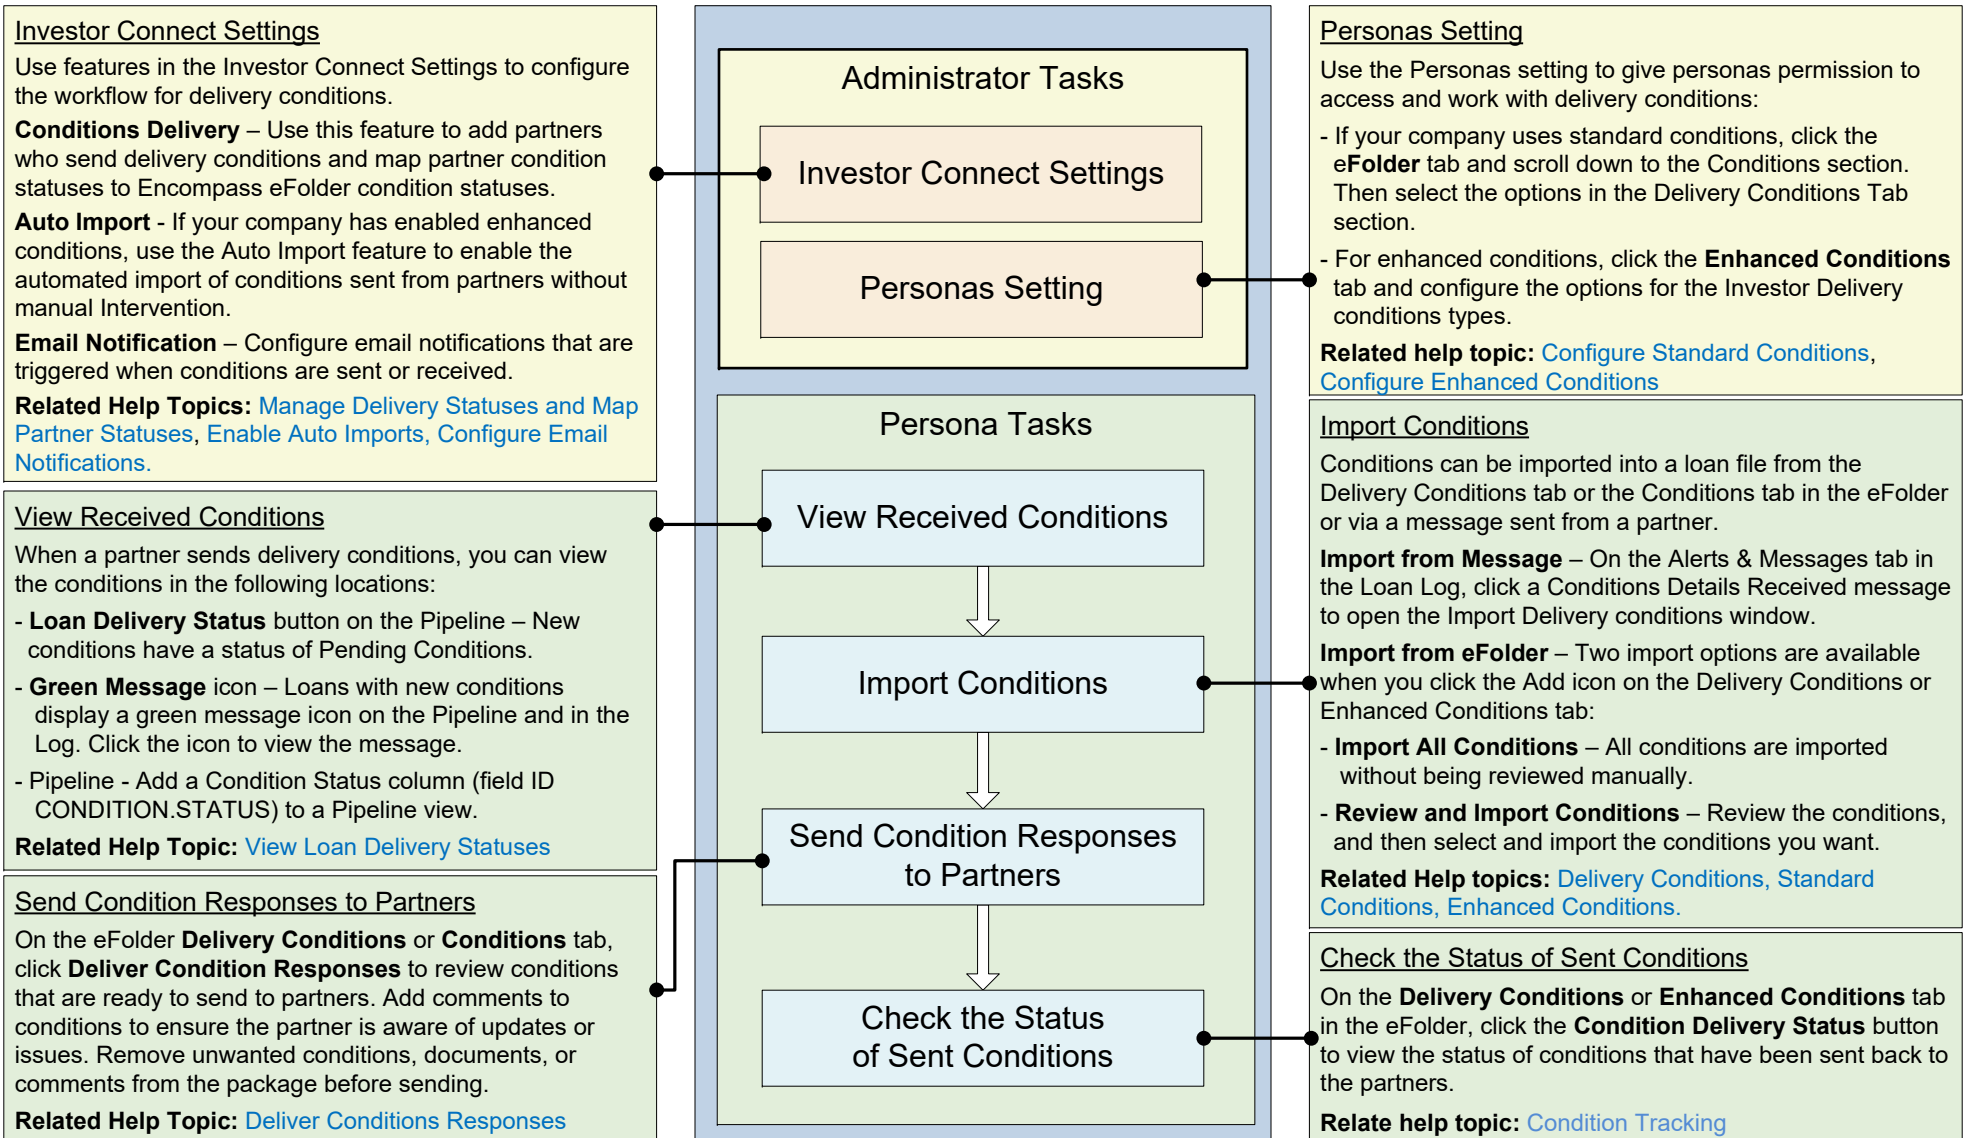 Investor Connect Settings
Use features in the Investor Connect Settings to configure
the workflow for delivery conditions.
Conditions Delivery – Use this feature to add partners
who send delivery conditions and map partner condition
statuses to Encompass eFolder condition statuses.
Auto Import - If your company has enabled enhanced
conditions, use the Auto Import feature to enable the
automated import of conditions sent from partners without
manual Intervention.
Email Notification – Configure email notifications that are
triggered when conditions are sent or received.
Related Help Topics: Manage Delivery Statuses and Map
Partner Statuses, Enable Auto Imports, Configure Email
Notifications.
View Received Conditions
When a partner sends delivery conditions, you can view
the conditions in the following locations:
- Loan Delivery Status button on the Pipeline – New
conditions have a status of Pending Conditions.
- Green Message icon – Loans with new conditions
display a green message icon on the Pipeline and in the
Log. Click the icon to view the message.
- Pipeline - Add a Condition Status column (field ID
CONDITION.STATUS) to a Pipeline view.
Related Help Topic: View Loan Delivery Statuses
Send Condition Responses to Partners
On the eFolder Delivery Conditions or Conditions tab,
click Deliver Condition Responses to review conditions
that are ready to send to partners. Add comments to
conditions to ensure the partner is aware of updates or
issues. Remove unwanted conditions, documents, or
comments from the package before sending.
Related Help Topic: Deliver Conditions Responses
Administrator Tasks
Investor Connect Settings
Personas Setting
Persona Tasks
View Received Conditions
Import Conditions
Send Condition Responses
to Partners
Check the Status
of Sent Conditions
Personas Setting
Use the Personas setting to give personas permission to
access and work with delivery conditions:
- If your company uses standard conditions, click the
eFolder tab and scroll down to the Conditions section.
Then select the options in the Delivery Conditions Tab
section.
- For enhanced conditions, click the Enhanced Conditions
tab and configure the options for the Investor Delivery
conditions types.
Related help topic: Configure Standard Conditions,
Configure Enhanced Conditions
Import Conditions
Conditions can be imported into a loan file from the
Delivery Conditions tab or the Conditions tab in the eFolder
or via a message sent from a partner.
Import from Message – On the Alerts & Messages tab in
the Loan Log, click a Conditions Details Received message
to open the Import Delivery conditions window.
Import from eFolder – Two import options are available
when you click the Add icon on the Delivery Conditions or
Enhanced Conditions tab:
- Import All Conditions – All conditions are imported
without being reviewed manually.
- Review and Import Conditions – Review the conditions,
and then select and import the conditions you want.
Related Help topics: Delivery Conditions, Standard
Conditions, Enhanced Conditions.
Check the Status of Sent Conditions
On the Delivery Conditions or Enhanced Conditions tab
in the eFolder, click the Condition Delivery Status button
to view the status of conditions that have been sent back to
the partners.
Relate help topic: Condition Tracking